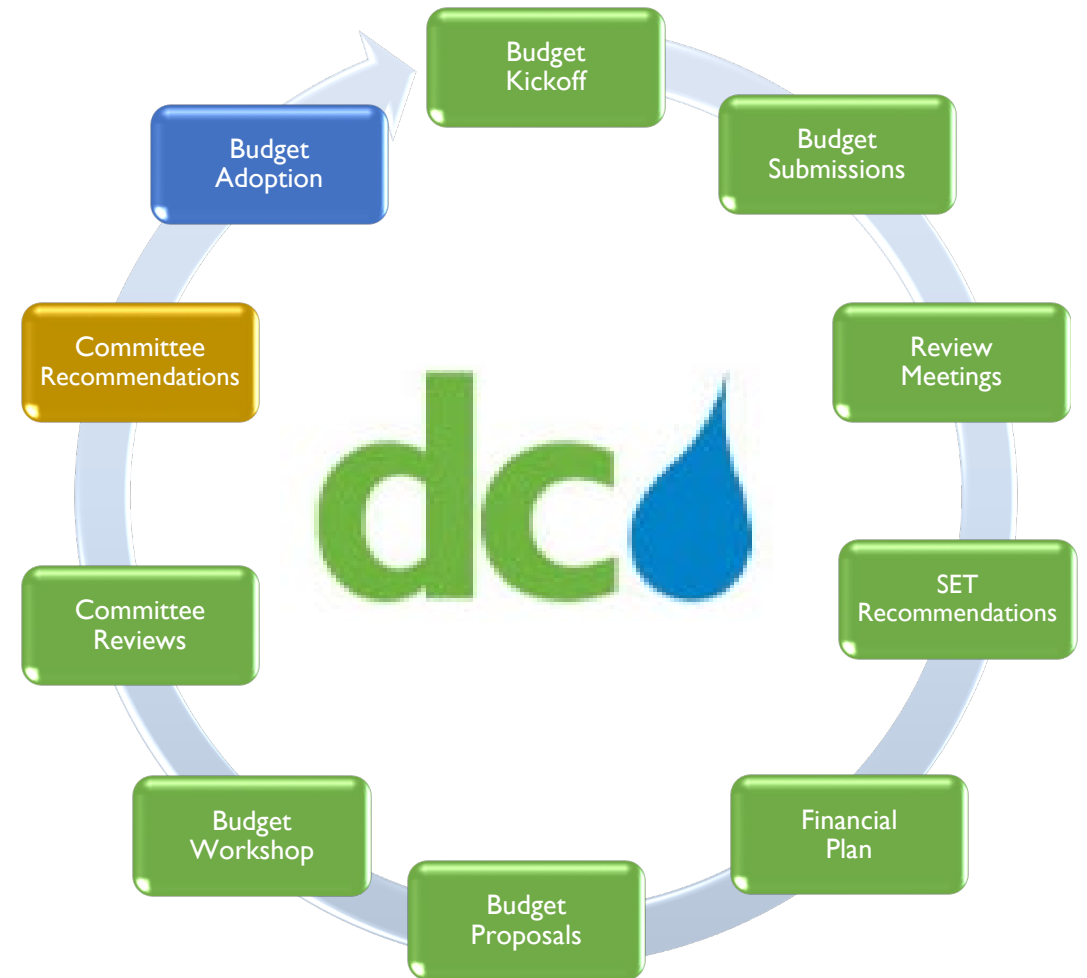 Budget
Kickoff
Budget
Submissions
Review
Meetings
SET
Recommendations
Financial
Plan
Budget
Proposals
Budget
Workshop
Committee
Reviews
Committee
Recommendations
Budget
Adoption
dc